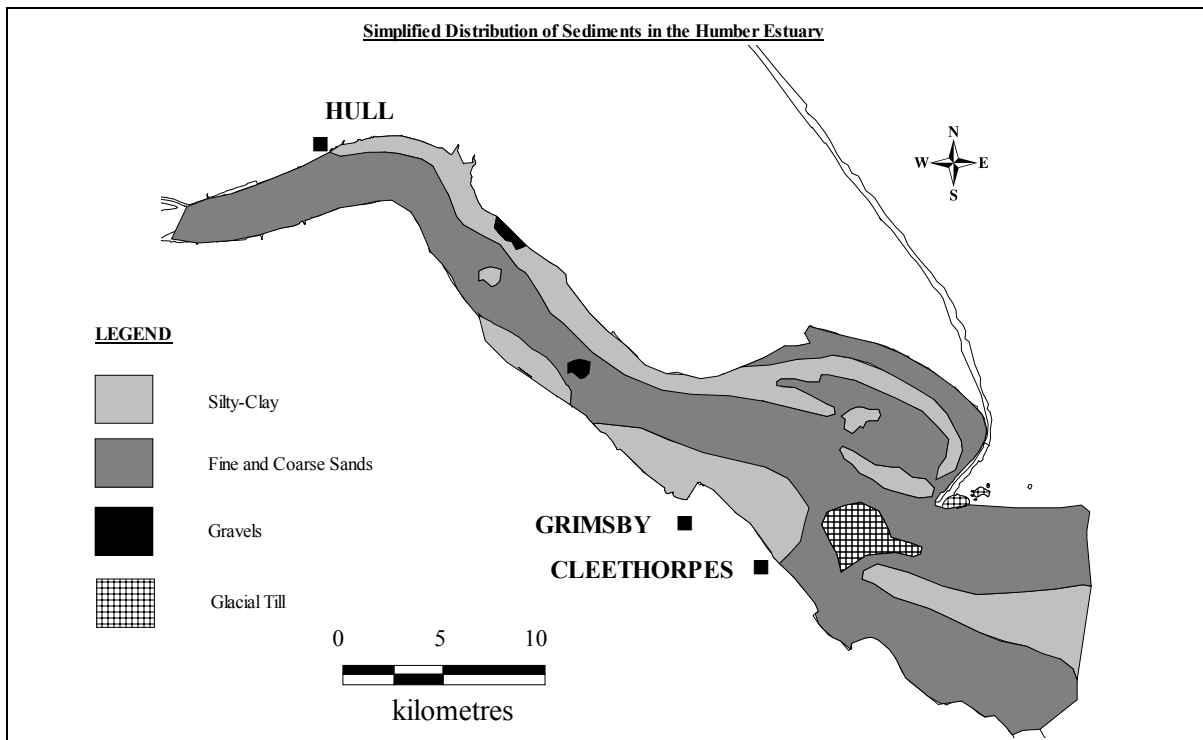 Simplified Distribution of Sediments in the Humber Estuary
HULL
N
W E
S
LEGEND
Silty-Clay
Fine and Coarse Sands
Gravels
Glacial Till
GRIMSBY
CLEETHORPES
0 5 10
kilometres